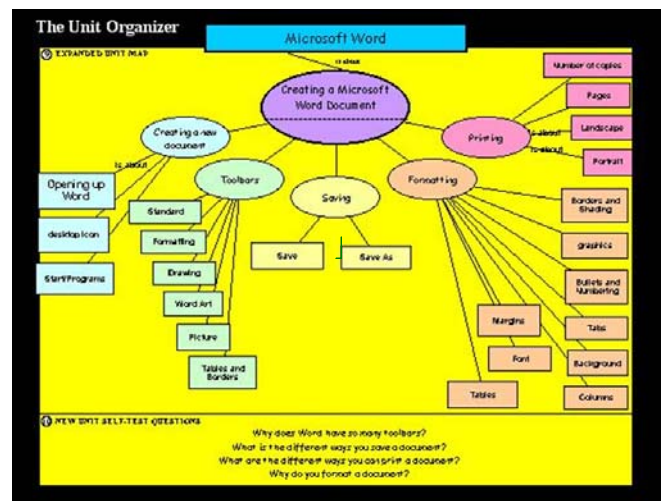 The Unit Organizer
Microsoft Word
9 EXPANDED UNIT MAP
is about
Creating a Microsoft
Word Document
Number of copies
Pages
Landscape
Portrait
Printing
is about
is about
Creating a new
document
is about
Opening up
Word
desktop Icon
Start/Programs
Toolbars
Standard
Formatting
Drawing
Word Art
Picture
Tables and
Borders
Saving
Save
Save As
Formatting
Borders and
Shading
graphics
Bullets and
Numbering
Tabs
Background
Columns
Margins
Font
Tables
10 NEW UNIT SELF-TEST QUESTIONS
Why does Word have so many toolbars?
What is the different ways you save a document?
What are the different ways you can print a document?
Why do you format a document?